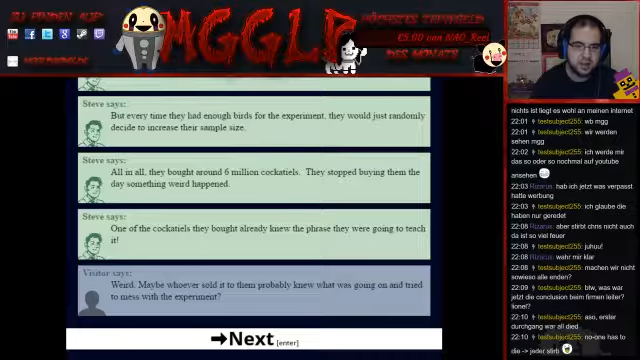 ZU FINDEN AUF:
MGGLP
HÖCHSTES TRINKGELD
£5.00 von NAO_Reel
DES MONATS
Steve says:
But every time they had enough birds for the experiment, they would just randomly
decide to increase their sample size.
Steve says:
All in all, they bought around 6 million cockatiels. They stopped buying them the
day something weird happened.
Steve says:
One of the cockatiels they bought already knew the phrase they were going to teach
it!
Visitor says:
Weird. Maybe whoever sold it to them probably knew what was going on and tried
to mess with the experiment?
➜Next [enter]
nichts ist liegt es wohl an meinen internet
22:01 testsubject255: wb mgg
22:01 testsubject255: wir werden
sehen mgg
22:02 testsubject255: ich werde mir
das so oder so nochmal auf youtube
ansehen
22:03 Rizarus: hab ich jetzt was verpasst
hatte werbung
22:03 testsubject255: ich glaube die
haben nur geredet
22:08 Rizarus: aber stirbt chris nicht auch
da ist so viel feuer
22:08 testsubject255: juhuu!
22:08 Rizarus: wahr mir klar
22:08 testsubject255: machen wir nicht
sowieso alle enden?
22:09 testsubject255: btw, was war
jetzt die conclusion beim firmen leiter?
lionel?
22:10 testsubject255: aso, erster
durchgang war all died
22:10 testsubject255: no-one has to
die -> jeder stirb